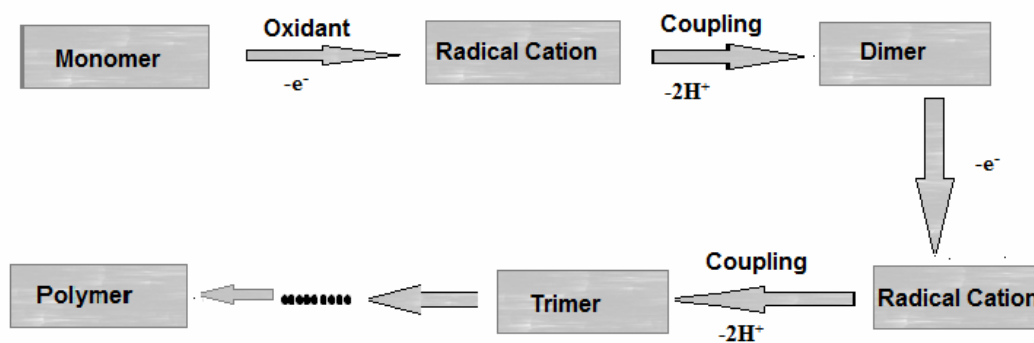 Monomer
Oxidant
-e⁻
Radical Cation
Coupling
-2H⁺
Dimer
-e⁻
Radical Cation
Coupling
-2H⁺
Trimer
Polymer